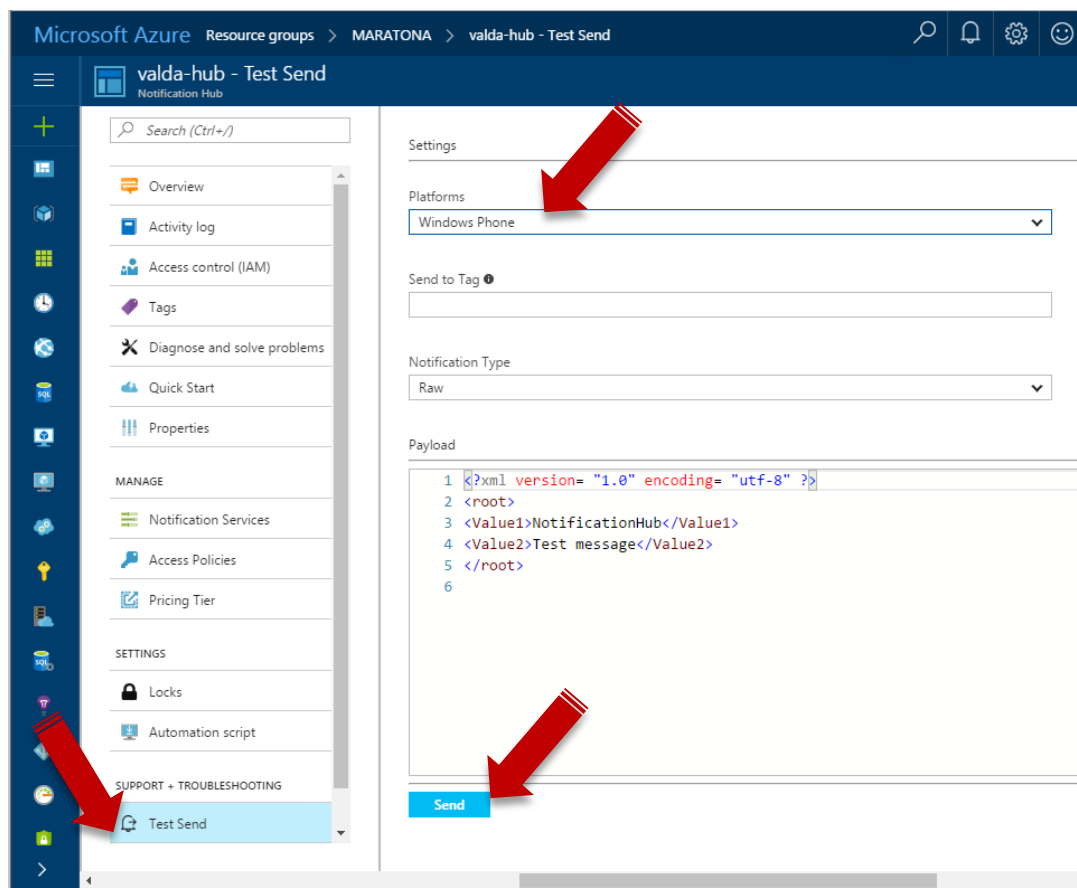 Microsoft Azure Resource groups > MARATONA > valda-hub - Test Send
valda-hub - Test Send
Notification Hub
Search (Ctrl+/)
Overview
Activity log
Access control (IAM)
Tags
Diagnose and solve problems
Quick Start
Properties
MANAGE
Notification Services
Access Policies
Pricing Tier
SETTINGS
Locks
Automation script
SUPPORT + TROUBLESHOOTING
Test Send
Settings
Platforms
Windows Phone
Send to Tag
Notification Type
Raw
Payload
1 <?xml version= "1.0" encoding= "utf-8" ?>
2 <root>
3 <Value1>NotificationHub</Value1>
4 <Value2>Test message</Value2>
5 </root>
6
Send
SQL
SQL